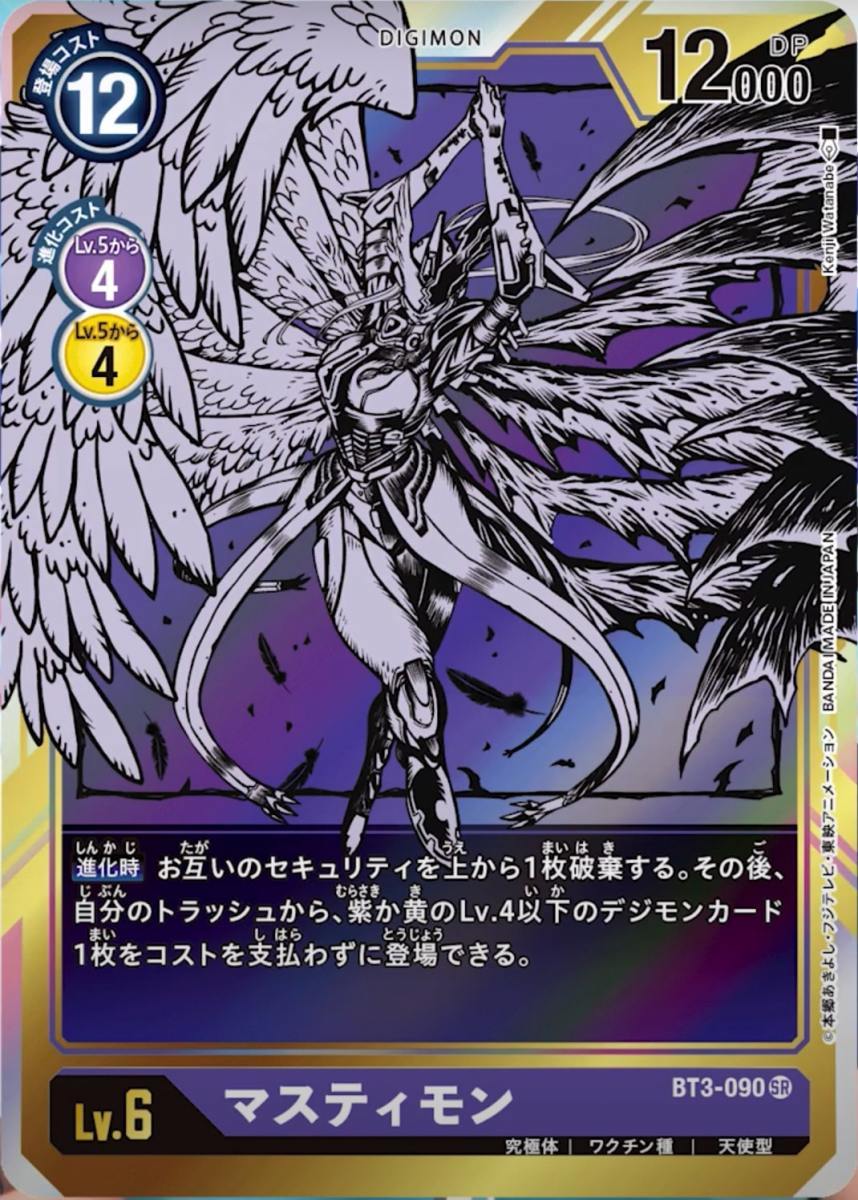 DIGIMON
登場コスト
12
12000
DP
進化コスト
Lv.5から
4
Lv.5から
4
Kenji Watanabe
進化時 お互いのセキュリティを上から1枚破棄する。その後、
自分のトラッシュから、紫か黄のLv.4以下のデジモンカード
1枚をコストを支払わずに登場できる。
©本郷あきよし・フジテレビ・東映アニメーション BANDAI MADE IN JAPAN
BT3-090 SR
Lv.6
マスティモン
究極体 | ワクチン種 | 天使型